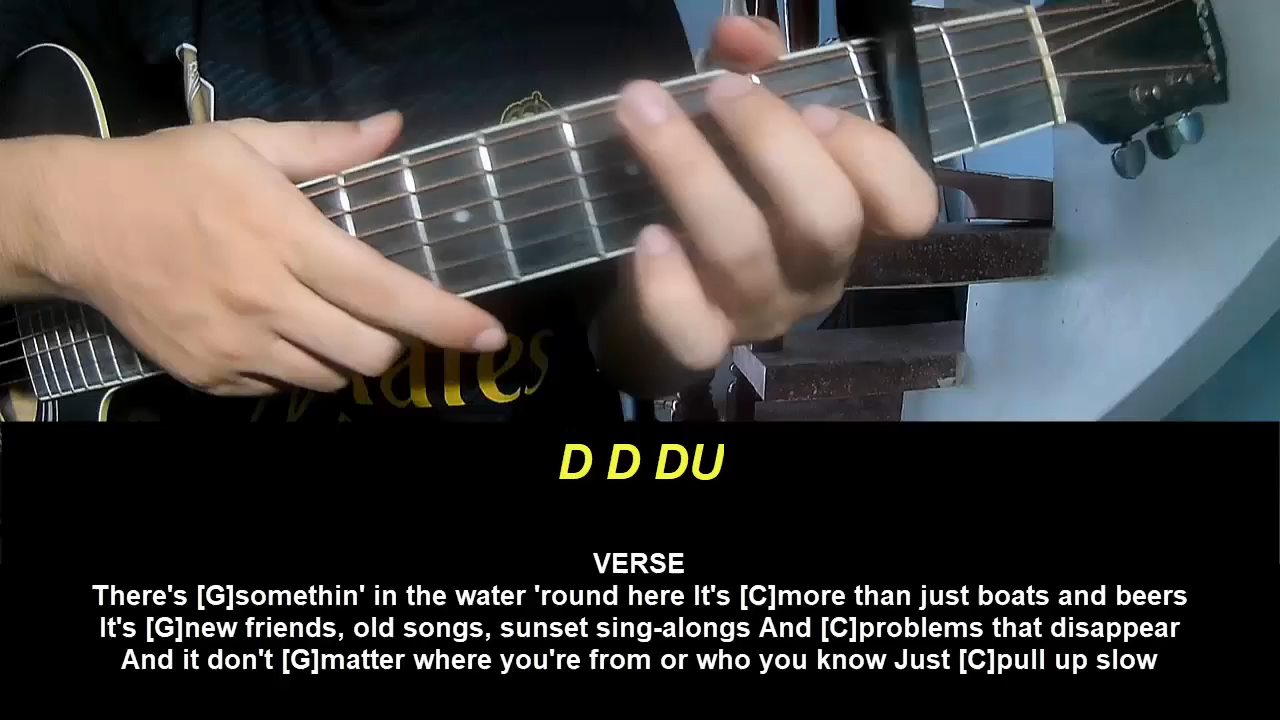 D D DU
VERSE
There's [G]somethin' in the water 'round here It's [C]more than just boats and beers
It's [G]new friends, old songs, sunset sing-alongs And [C]problems that disappear
And it don't [G]matter where you're from or who you know Just [C]pull up slow